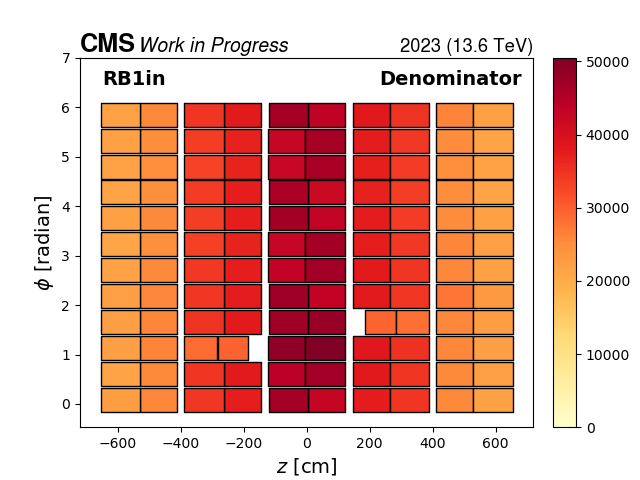 CMS Work in Progress 2023 (13.6 TeV)
RB1in Denominator
7
6
5
4
3
2
1
0
ϕ [radian]
−600 −400 −200 0 200 400 600
z [cm]
50000
40000
30000
20000
10000
0